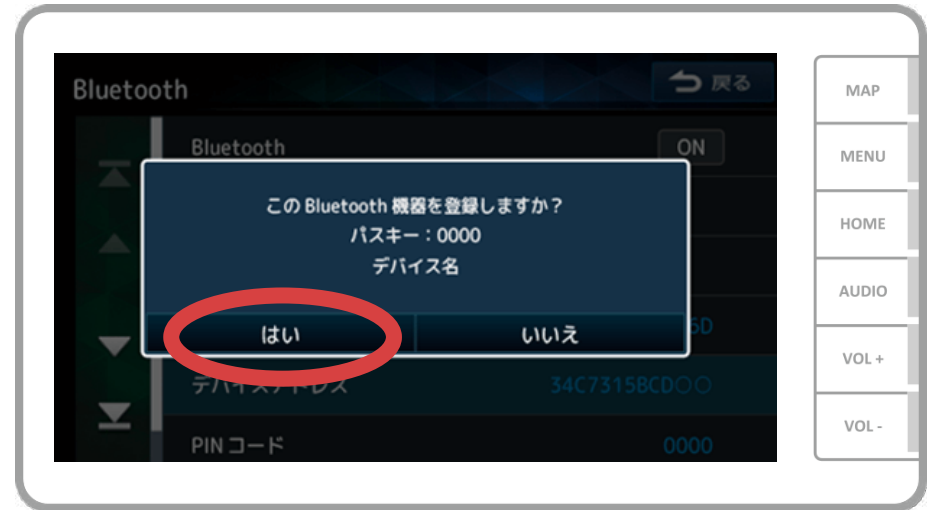 Bluetooth
戻る
Bluetooth
ON
この Bluetooth 機器を登録しますか？
パスキー：0000
デバイス名
はい
いいえ
6D
デバイスアドレス
34C7315BCD○○
PIN コード
0000
MAP
MENU
HOME
AUDIO
VOL +
VOL -